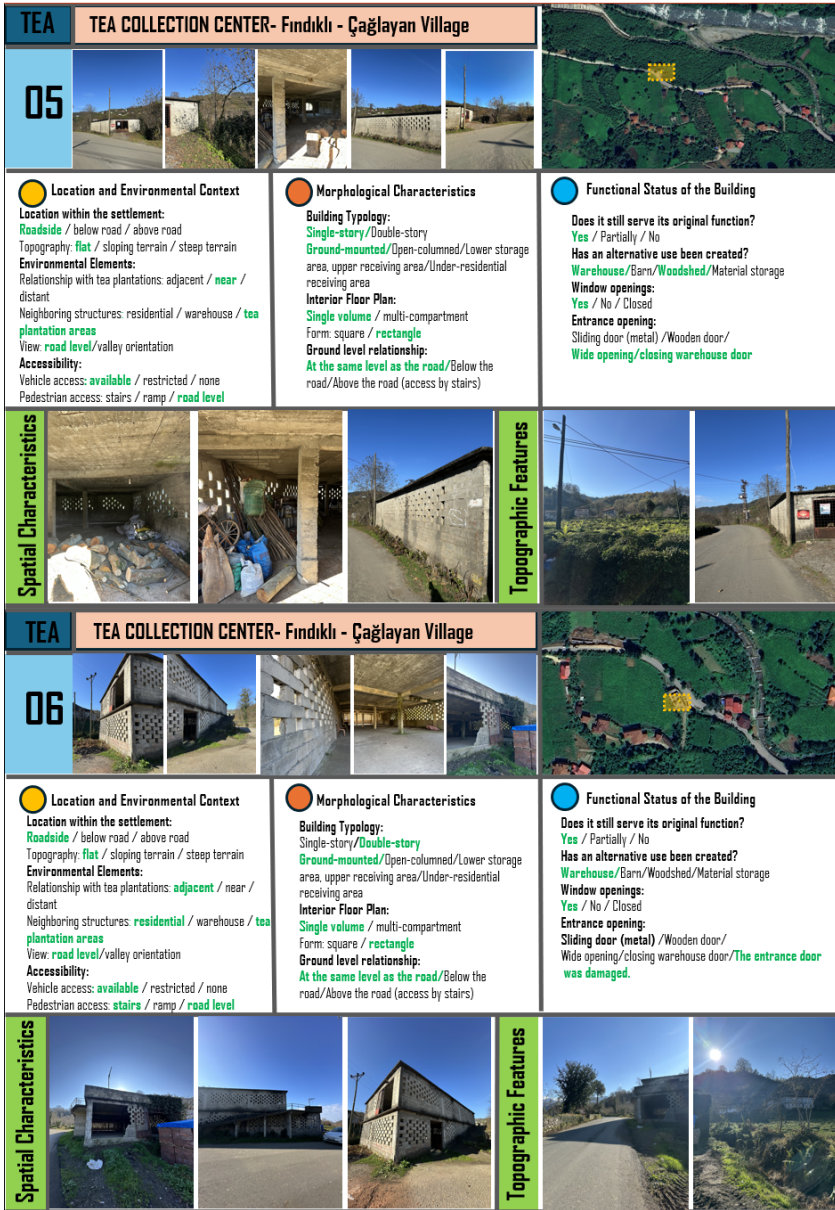 TEA
TEA COLLECTION CENTER- Fındıklı - Çağlayan Village
05
Location and Environmental Context
Location within the settlement:
Roadside / below road / above road
Topography: flat / sloping terrain / steep terrain
Environmental Elements:
Relationship with tea plantations: adjacent / near /
distant
Neighboring structures: residential / warehouse / tea
plantation areas
View: road level/valley orientation
Accessibility:
Vehicle access: available / restricted / none
Pedestrian access: stairs / ramp / road level
Morphological Characteristics
Building Typology:
Single-story/Double-story
Ground-mounted/Open-columned/Lower storage
area, upper receiving area/Under-residential
receiving area
Interior Floor Plan:
Single volume / multi-compartment
Form: square / rectangle
Ground level relationship:
At the same level as the road/Below the
road/Above the road (access by stairs)
Functional Status of the Building
Does it still serve its original function?
Yes / Partially / No
Has an alternative use been created?
Warehouse/Barn/Woodshed/Material storage
Window openings:
Yes / No / Closed
Entrance opening:
Sliding door (metal) /Wooden door/
Wide opening/closing warehouse door
Spatial Characteristics
Topographic Features
TEA
TEA COLLECTION CENTER- Fındıklı - Çağlayan Village
06
Location and Environmental Context
Location within the settlement:
Roadside / below road / above road
Topography: flat / sloping terrain / steep terrain
Environmental Elements:
Relationship with tea plantations: adjacent / near /
distant
Neighboring structures: residential / warehouse / tea
plantation areas
View: road level/valley orientation
Accessibility:
Vehicle access: available / restricted / none
Pedestrian access: stairs / ramp / road level
Morphological Characteristics
Building Typology:
Single-story/Double-story
Ground-mounted/Open-columned/Lower storage
area, upper receiving area/Under-residential
receiving area
Interior Floor Plan:
Single volume / multi-compartment
Form: square / rectangle
Ground level relationship:
At the same level as the road/Below the
road/Above the road (access by stairs)
Functional Status of the Building
Does it still serve its original function?
Yes / Partially / No
Has an alternative use been created?
Warehouse/Barn/Woodshed/Material storage
Window openings:
Yes / No / Closed
Entrance opening:
Sliding door (metal) /Wooden door/
Wide opening/closing warehouse door/The entrance door
was damaged.
Spatial Characteristics
Topographic Features